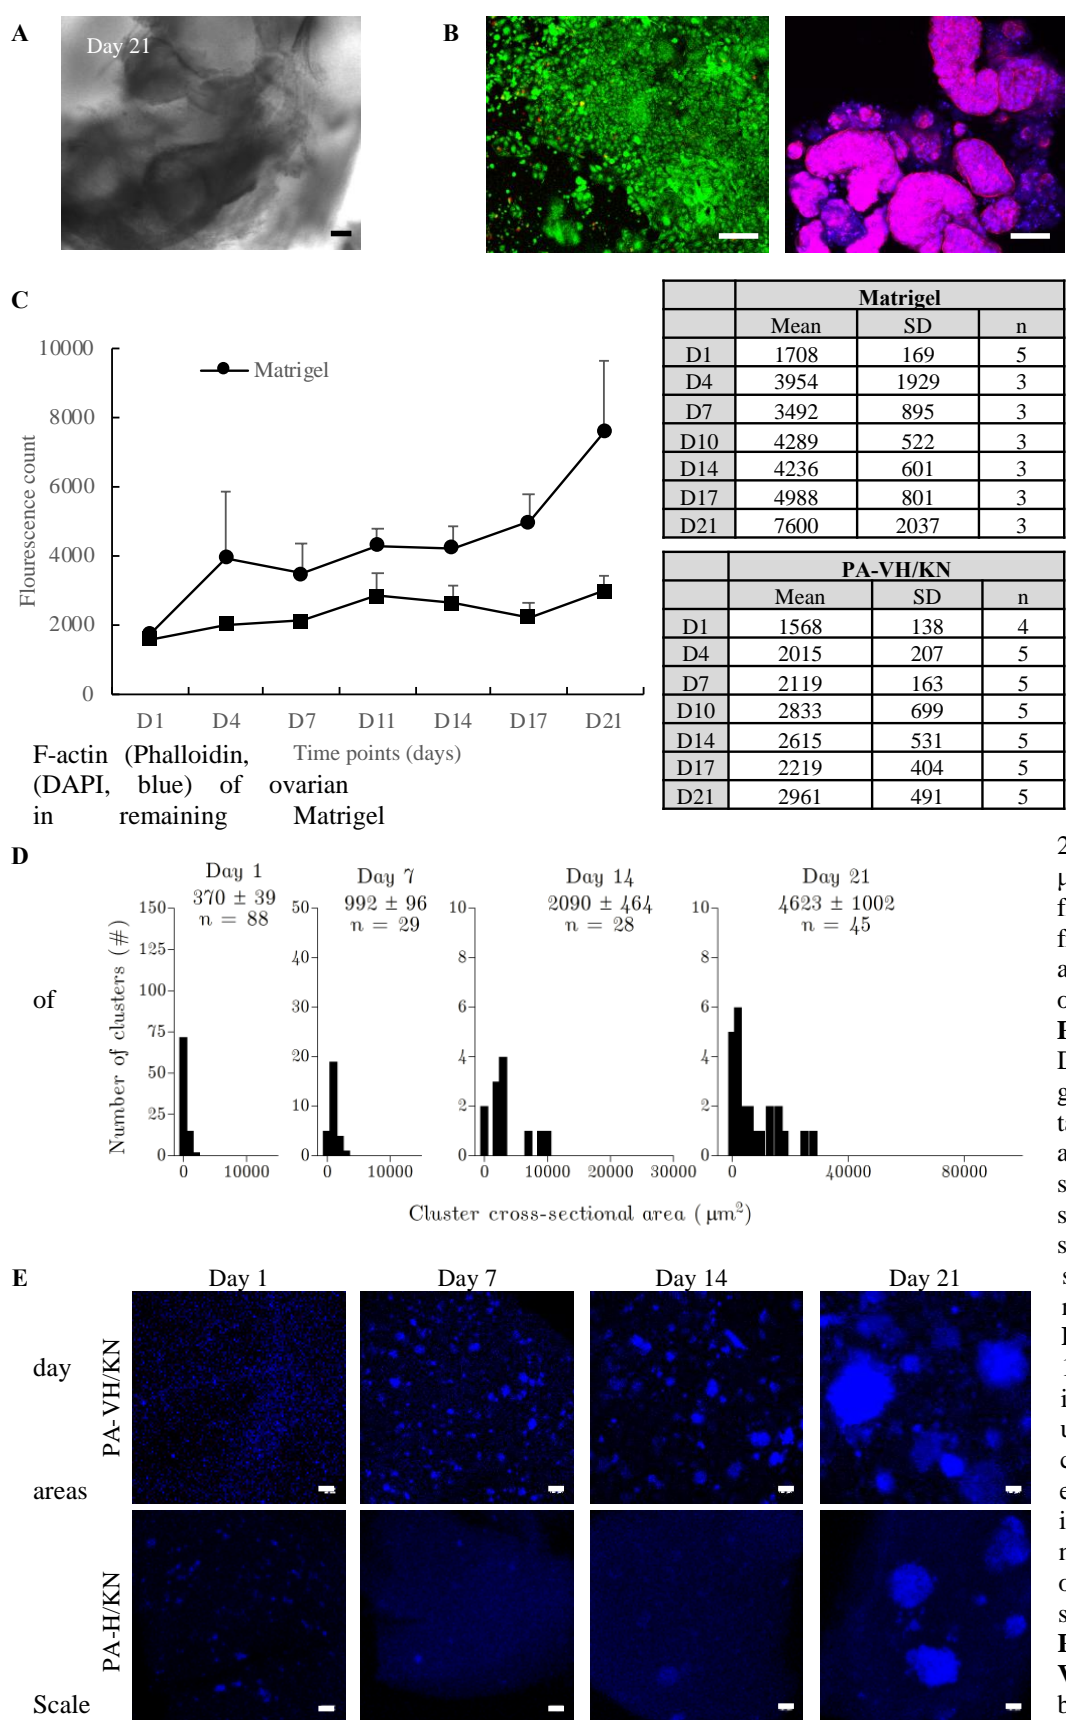 A
Day 21
B
C
10000
8000
6000
4000
2000
0
Flourescence count
Matrigel
D1 D4 D7 D11 D14 D17 D21
Time points (days)
Matrigel
Mean SD n
D1 1708 169 5
D4 3954 1929 3
D7 3492 895 3
D10 4289 522 3
D14 4236 601 3
D17 4988 801 3
D21 7600 2037 3
PA-VH/KN
Mean SD n
D1 1568 138 4
D4 2015 207 5
D7 2119 163 5
D10 2833 699 5
D14 2615 531 5
D17 2219 404 5
D21 2961 491 5
F-actin (Phalloidin,
(DAPI, blue) of ovarian
in remaining Matrigel
D
Number of clusters (#)
Day 1
370 ± 39
n = 88
150
125
100
75
50
25
0
0 10000
Day 7
992 ± 96
n = 29
50
40
30
20
10
0
0 10000
Day 14
2090 ± 464
n = 28
10
8
6
4
2
0
0 10000 20000 30000
Day 21
4623 ± 1002
n = 45
10
8
6
4
2
0
0 40000 80000
Cluster cross-sectional area (µm²)
of
E
Day 1 Day 7 Day 14 Day 21
PA-VH/KN
PA-H/KN
day
areas
Scale